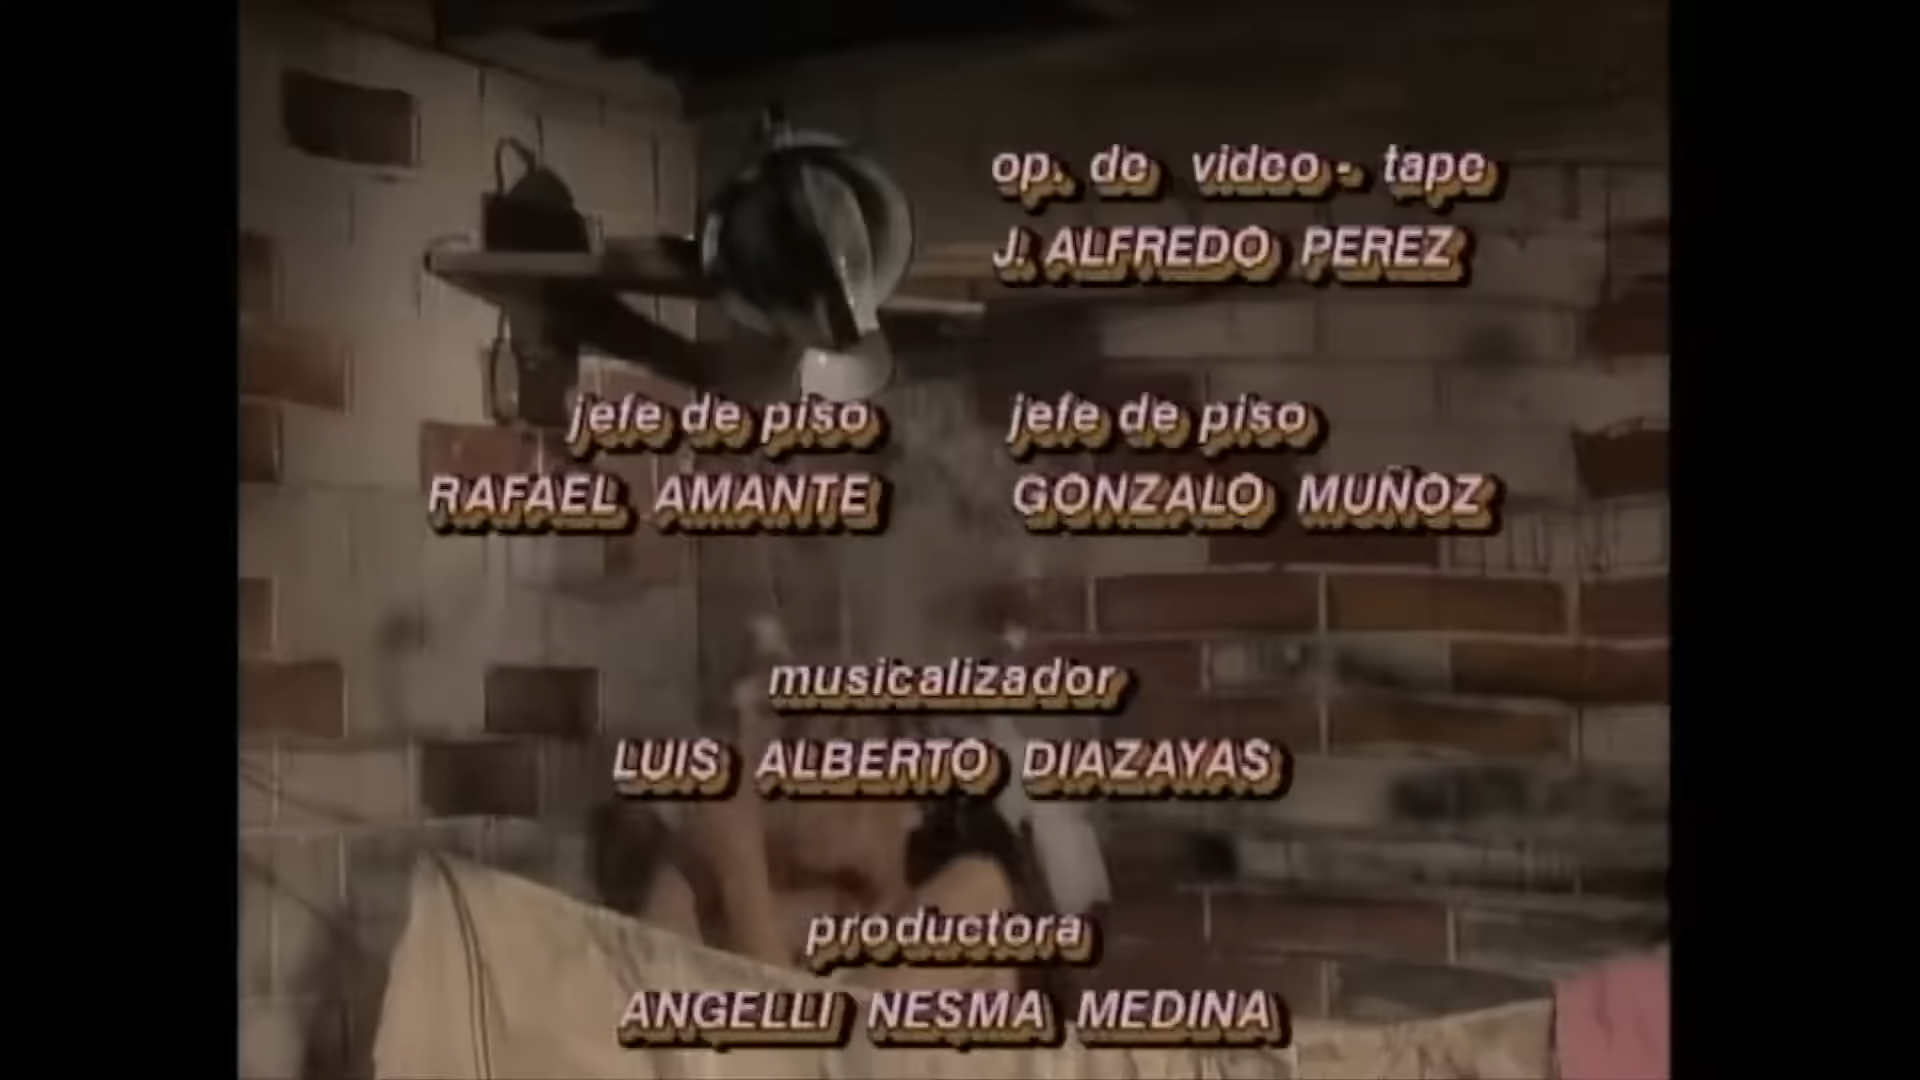 op. de video - tape
J. ALFREDO PEREZ
jefe de piso jefe de piso
RAFAEL AMANTE GONZALO MUÑOZ
musicalizador
LUIS ALBERTO DIAZAYAS
productora
ANGELLI NESMA MEDINA